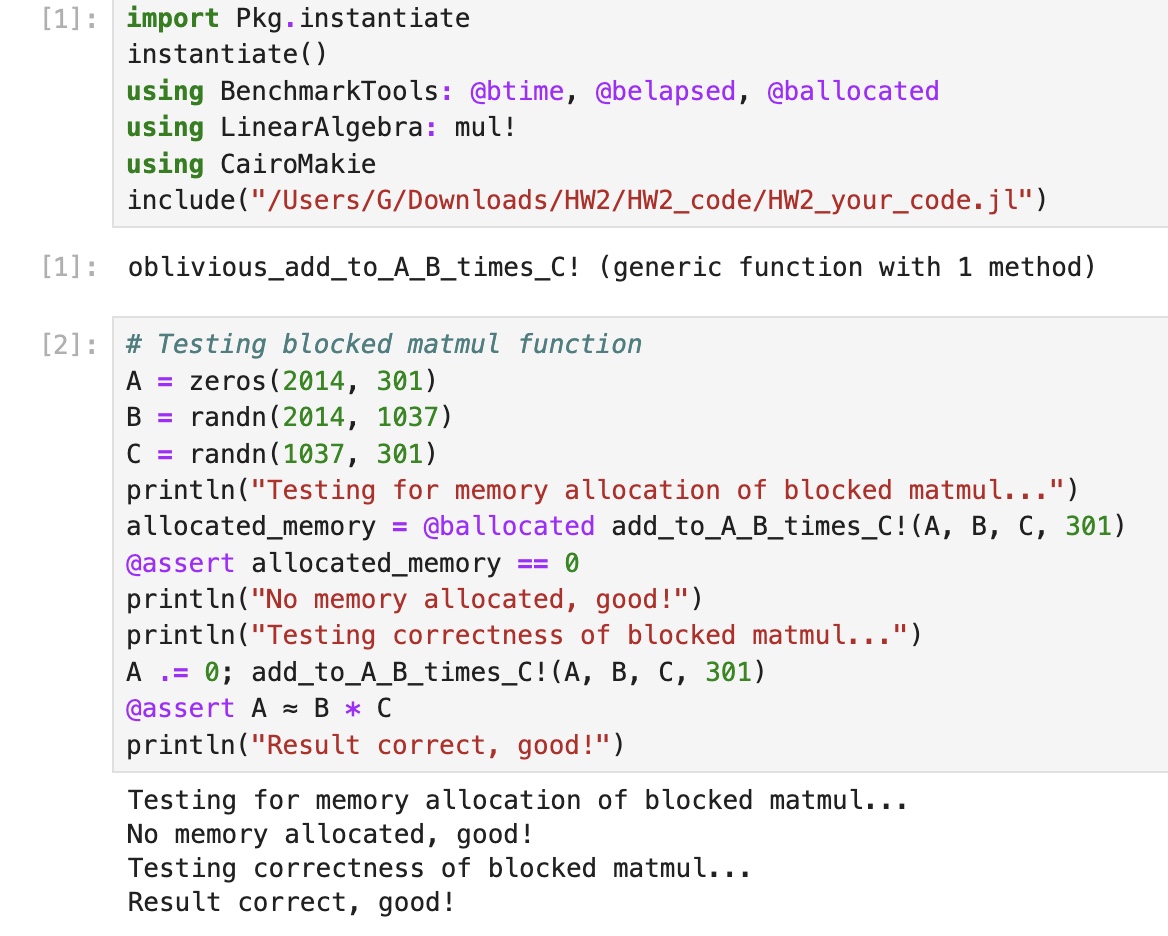 [1]: import Pkg.instantiate
instantiate()
using BenchmarkTools: @btime, @belapsed, @ballocated
using LinearAlgebra: mul!
using CairoMakie
include("/Users/G/Downloads/HW2/HW2_code/HW2_your_code.jl")
[1]: oblivious_add_to_A_B_times_C! (generic function with 1 method)
[2]: # Testing blocked matmul function
A = zeros(2014, 301)
B = randn(2014, 1037)
C = randn(1037, 301)
println("Testing for memory allocation of blocked matmul...")
allocated_memory = @ballocated add_to_A_B_times_C!(A, B, C, 301)
@assert allocated_memory == 0
println("No memory allocated, good!")
println("Testing correctness of blocked matmul...")
A .= 0; add_to_A_B_times_C!(A, B, C, 301)
@assert A ≈ B * C
println("Result correct, good!")
Testing for memory allocation of blocked matmul...
No memory allocated, good!
Testing correctness of blocked matmul...
Result correct, good!